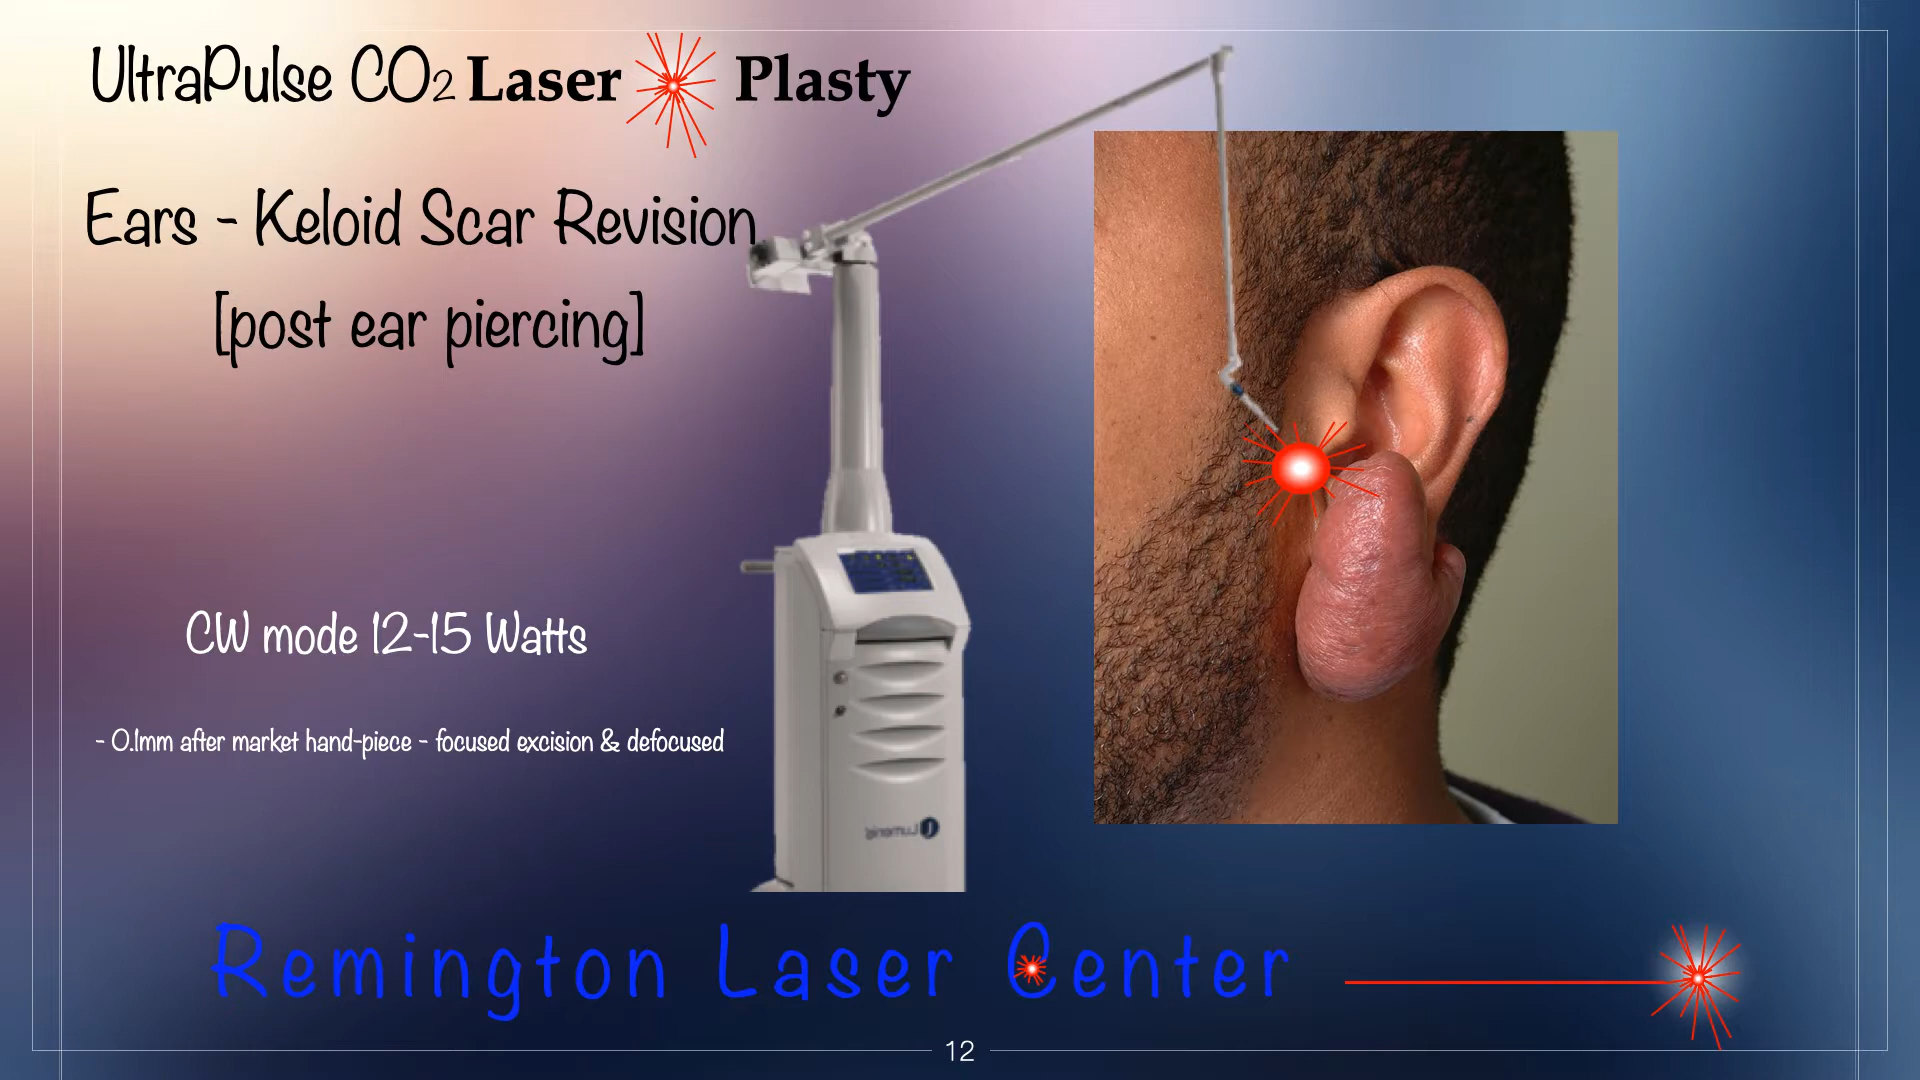 UltraPulse CO2 Laser Plasty
Ears - Keloid Scar Revision
[post ear piercing]
CW mode 12-15 Watts
- 0.1mm after market hand-piece - focused excision & defocused
Lumenis
Remington Laser Center
12